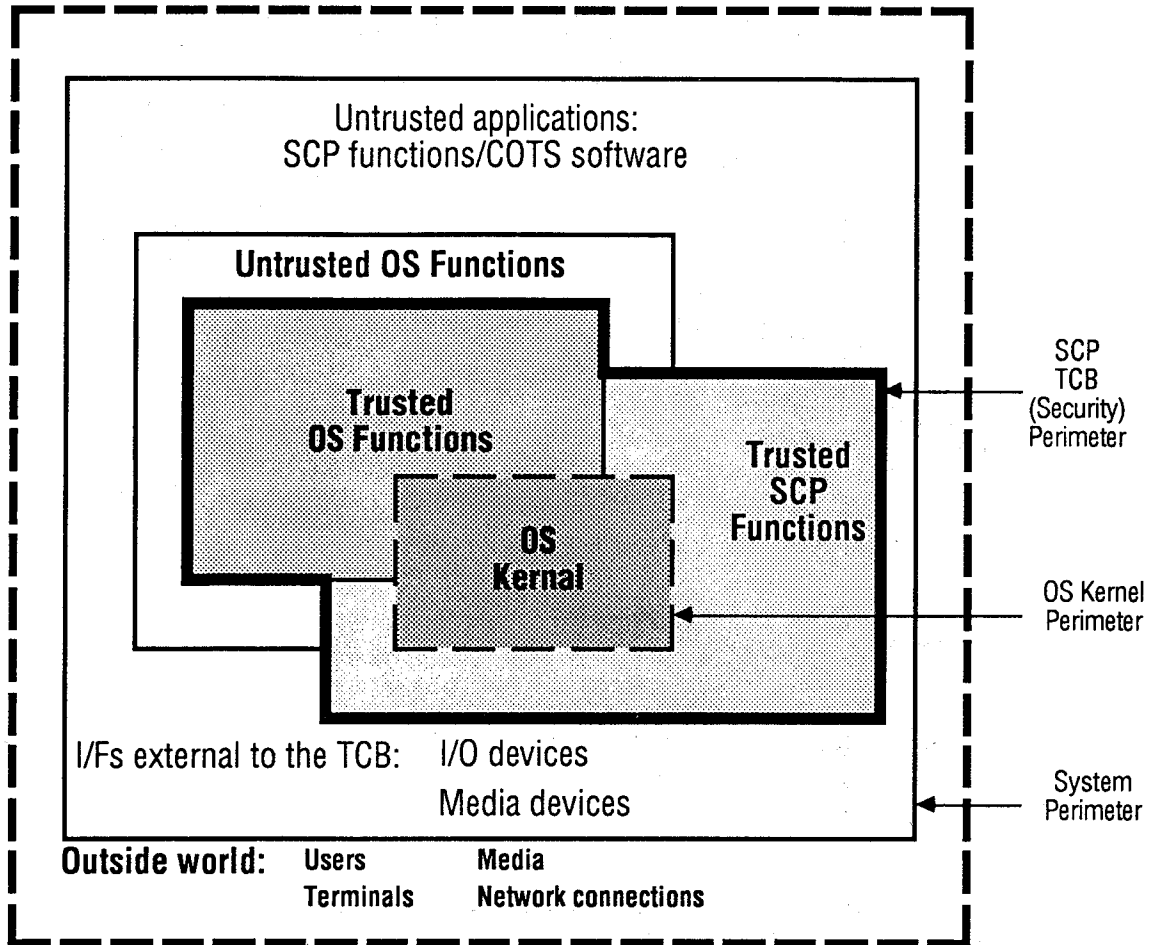 Untrusted applications:
SCP functions/COTS software
Untrusted OS Functions
Trusted
OS Functions
Trusted
SCP
Functions
OS
Kernal
SCP
TCB
(Security)
Perimeter
OS Kernel
Perimeter
System
Perimeter
I/Fs external to the TCB: I/O devices
Media devices
Outside world: Users Media
Terminals Network connections